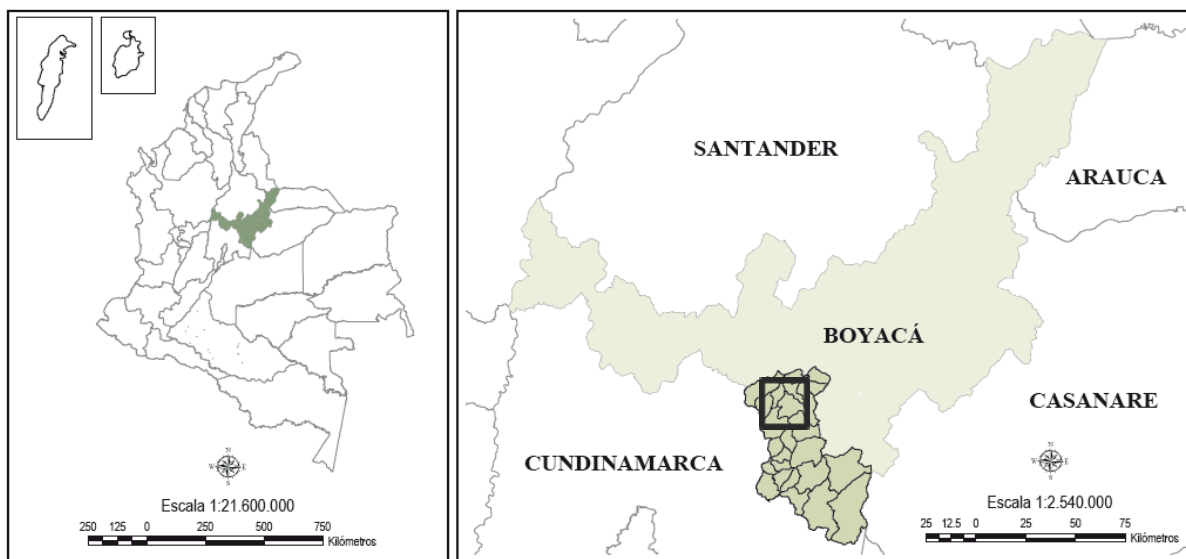 N
W E
S
Escala 1:21.600.000
250 125 0 250 500 750
Kilómetros
SANTANDER
ARAUCA
BOYACÁ
CASANARE
CUNDINAMARCA
N
W E
S
Escala 1:2.540.000
25 12.5 0 25 50 75
Kilómetros